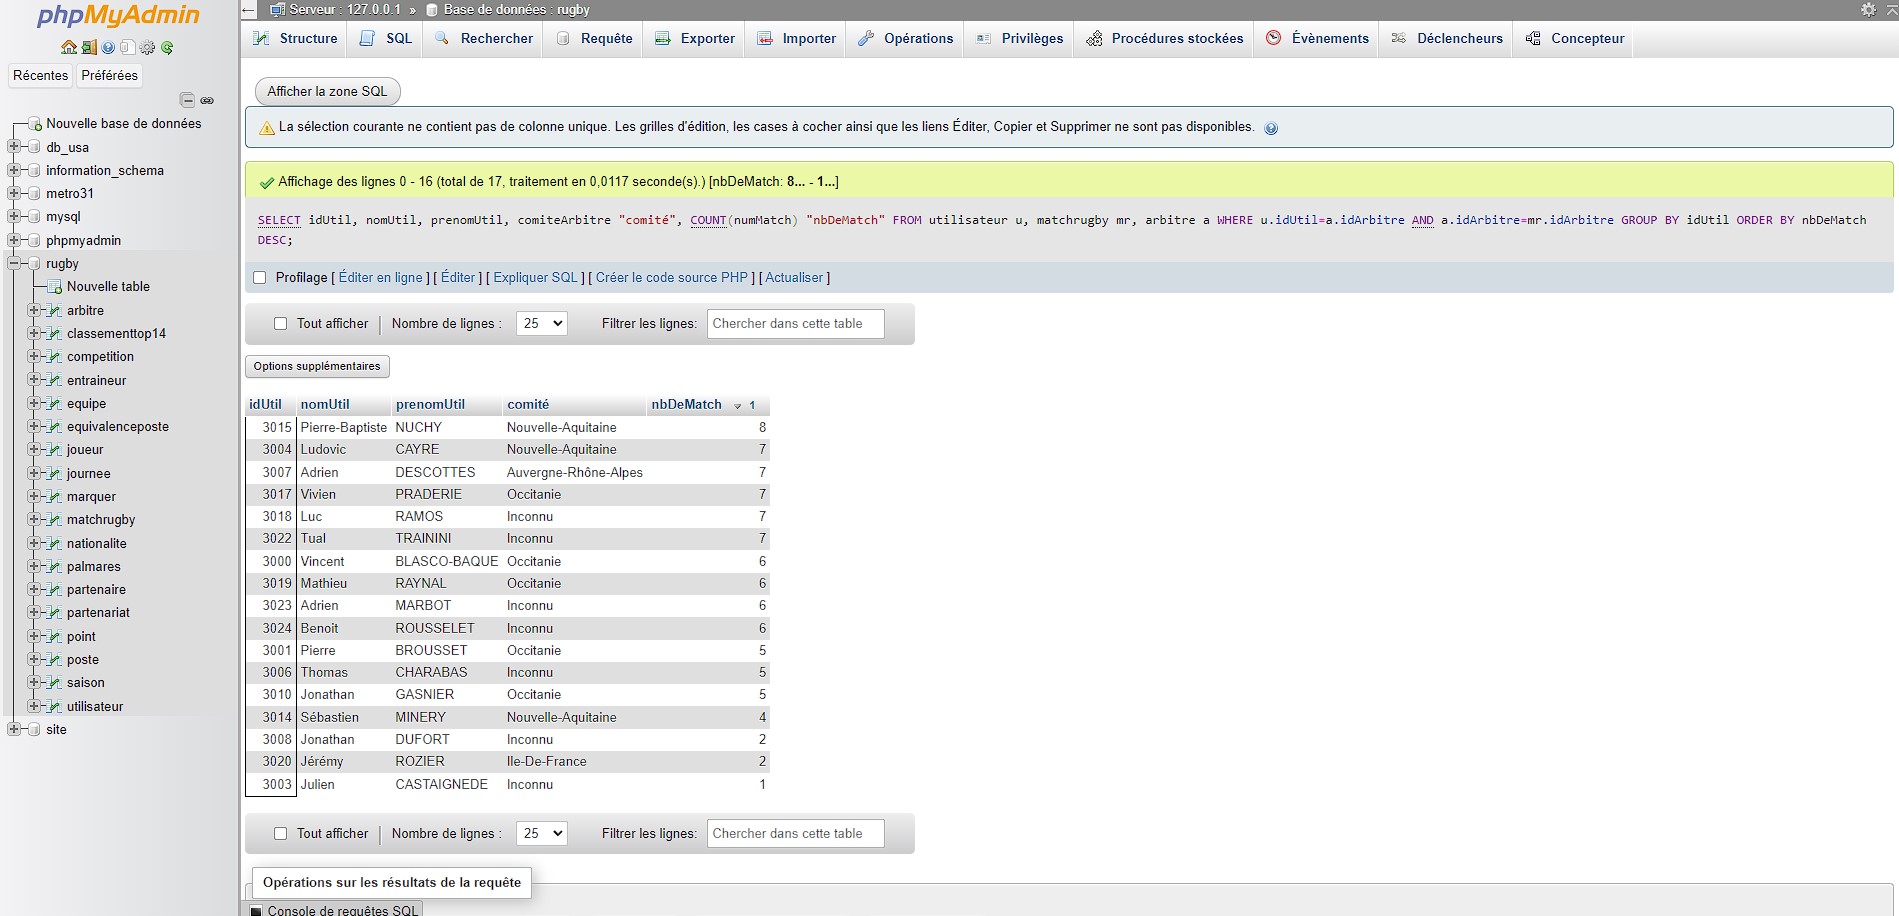 phpMyAdmin
Récentes
Préférées
Nouvelle base de données
db_usa
information_schema
metro31
mysql
phpmyadmin
rugby
Nouvelle table
arbitre
classementtop14
competition
entraineur
equipe
equivalenceposte
joueur
journee
marquer
matchrugby
nationalite
palmares
partenaire
partenariat
point
poste
saison
utilisateur
site
Serveur : 127.0.0.1 » Base de données : rugby
Structure SQL Rechercher Requête Exporter Importer Opérations Privilèges Procédures stockées Évènements Déclencheurs Concepteur
Afficher la zone SQL
La sélection courante ne contient pas de colonne unique. Les grilles d'édition, les cases à cocher ainsi que les liens Éditer, Copier et Supprimer ne sont pas disponibles.
Affichage des lignes 0 - 16 (total de 17, traitement en 0,0117 seconde(s).) [nbDeMatch: 8... - 1...]
SELECT idUtil, nomUtil, prenomUtil, comiteArbitre "comité", COUNT(numMatch) "nbDeMatch" FROM utilisateur u, matchrugby mr, arbitre a WHERE u.idUtil=a.idArbitre AND a.idArbitre=mr.idArbitre GROUP BY idUtil ORDER BY nbDeMatch
DESC;
Profilage [ Éditer en ligne ] [ Éditer ] [ Expliquer SQL ] [ Créer le code source PHP ] [ Actualiser ]
Tout afficher | Nombre de lignes : 25 Filtrer les lignes: Chercher dans cette table
Options supplémentaires
idUtil nomUtil prenomUtil comité nbDeMatch 1
3015 Pierre-Baptiste NUCHY Nouvelle-Aquitaine 8
3004 Ludovic CAYRE Nouvelle-Aquitaine 7
3007 Adrien DESCOTTES Auvergne-Rhône-Alpes 7
3017 Vivien PRADERIE Occitanie 7
3018 Luc RAMOS Inconnu 7
3022 Tual TRAININI Inconnu 7
3000 Vincent BLASCO-BAQUE Occitanie 6
3019 Mathieu RAYNAL Occitanie 6
3023 Adrien MARBOT Inconnu 6
3024 Benoit ROUSSELET Inconnu 6
3001 Pierre BROUSSET Occitanie 5
3006 Thomas CHARABAS Inconnu 5
3010 Jonathan GASNIER Occitanie 5
3014 Sébastien MINERY Nouvelle-Aquitaine 4
3008 Jonathan DUFORT Inconnu 2
3020 Jérémy ROZIER Ile-De-France 2
3003 Julien CASTAIGNEDE Inconnu 1
Tout afficher | Nombre de lignes : 25 Filtrer les lignes: Chercher dans cette table
Opérations sur les résultats de la requête
Console de requêtes SQL